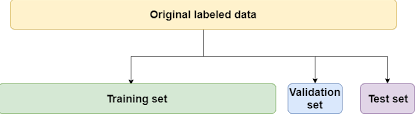 Original labeled data
Training set
Validation
set
Test set